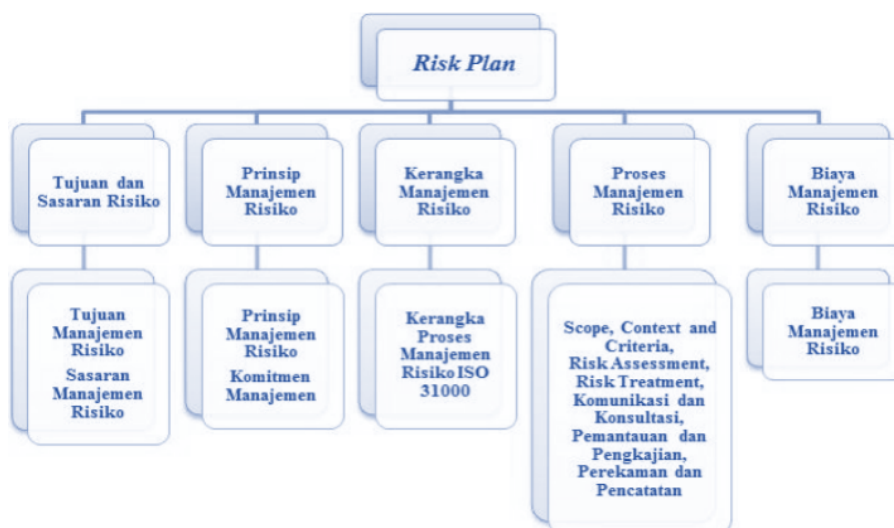 Risk Plan
Tujuan dan
Sasaran Risiko
Prinsip
Manajemen
Risiko
Kerangka
Manajemen
Risiko
Proses
Manajemen
Risiko
Biaya
Manajemen
Risiko
Tujuan
Manajemen
Risiko
Sasaran
Manajemen
Risiko
Prinsip
Manajemen
Risiko
Komitmen
Manajemen
Kerangka
Proses
Manajemen
Risiko ISO
31000
Scope, Context and
Criteria,
Risk Assessment,
Risk Treatment,
Komunikasi dan
Konsultasi,
Pemantauan dan
Pengkajian,
Perekaman dan
Pencatatan
Biaya
Manajemen
Risiko